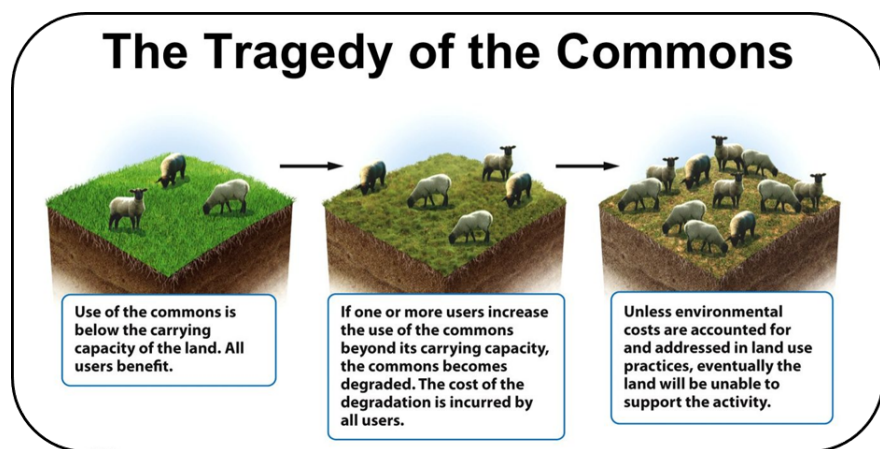 The Tragedy of the Commons
Use of the commons is
below the carrying
capacity of the land. All
users benefit.
If one or more users increase
the use of the commons
beyond its carrying capacity,
the commons becomes
degraded. The cost of the
degradation is incurred by
all users.
Unless environmental
costs are accounted for
and addressed in land use
practices, eventually the
land will be unable to
support the activity.